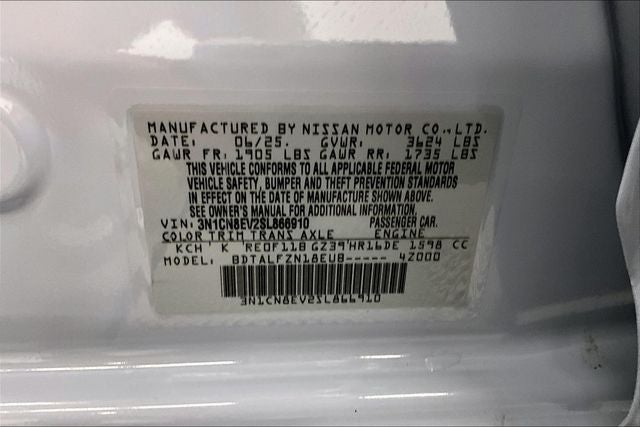 MANUFACTURED BY NISSAN MOTOR CO., LTD.
DATE: 06/25. GVWR: 3624 LBS
GAWR FR: 1905 LBS GAWR RR: 1735 LBS
THIS VEHICLE CONFORMS TO ALL APPLICABLE FEDERAL MOTOR
VEHICLE SAFETY, BUMPER AND THEFT PREVENTION STANDARDS
IN EFFECT ON THE DATE OF MANUFACTURE SHOWN ABOVE.
SEE OWNER'S MANUAL FOR ADDITIONAL INFORMATION.
VIN: 3N1CN8EV2SL866910 PASSENGER CAR.
COLOR TRIM TRANS AXLE ENGINE
KCH ' K RE0F11B GZ39'HR16DE 1598 CC
MODEL: BDTALFZN18EUB----- 4Z000
3N1CN8EV2SL866910